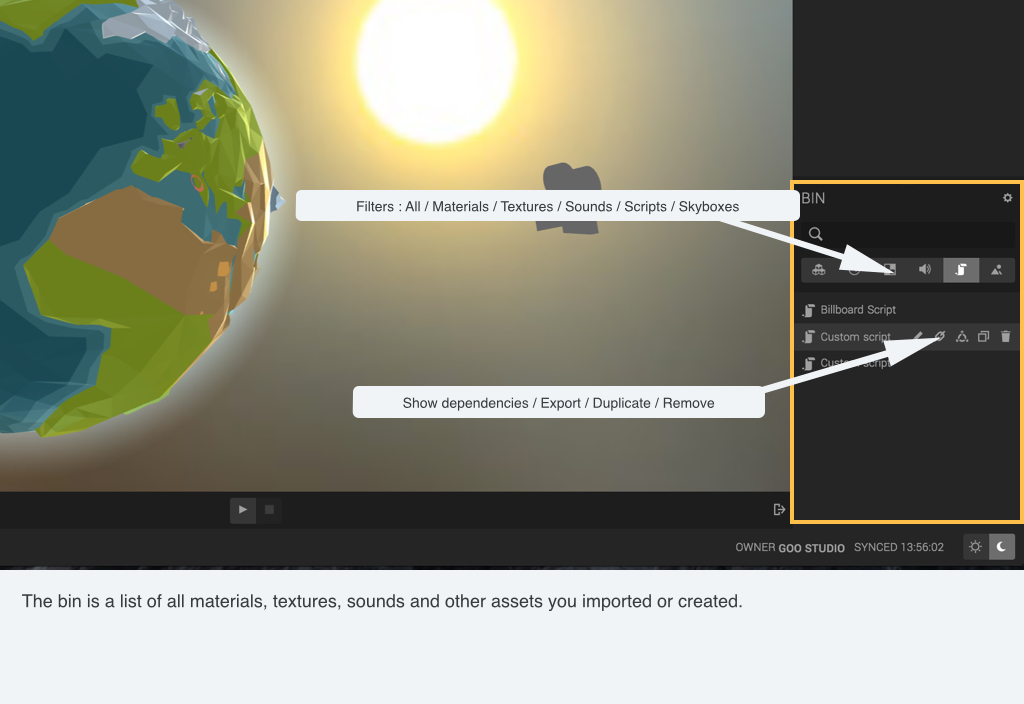 Filters : All / Materials / Textures / Sounds / Scripts / Skyboxes
BIN
Billboard Script
Custom script
Custom script
Show dependencies / Export / Duplicate / Remove
OWNER GOO STUDIO SYNCED 13:56:02
The bin is a list of all materials, textures, sounds and other assets you imported or created.